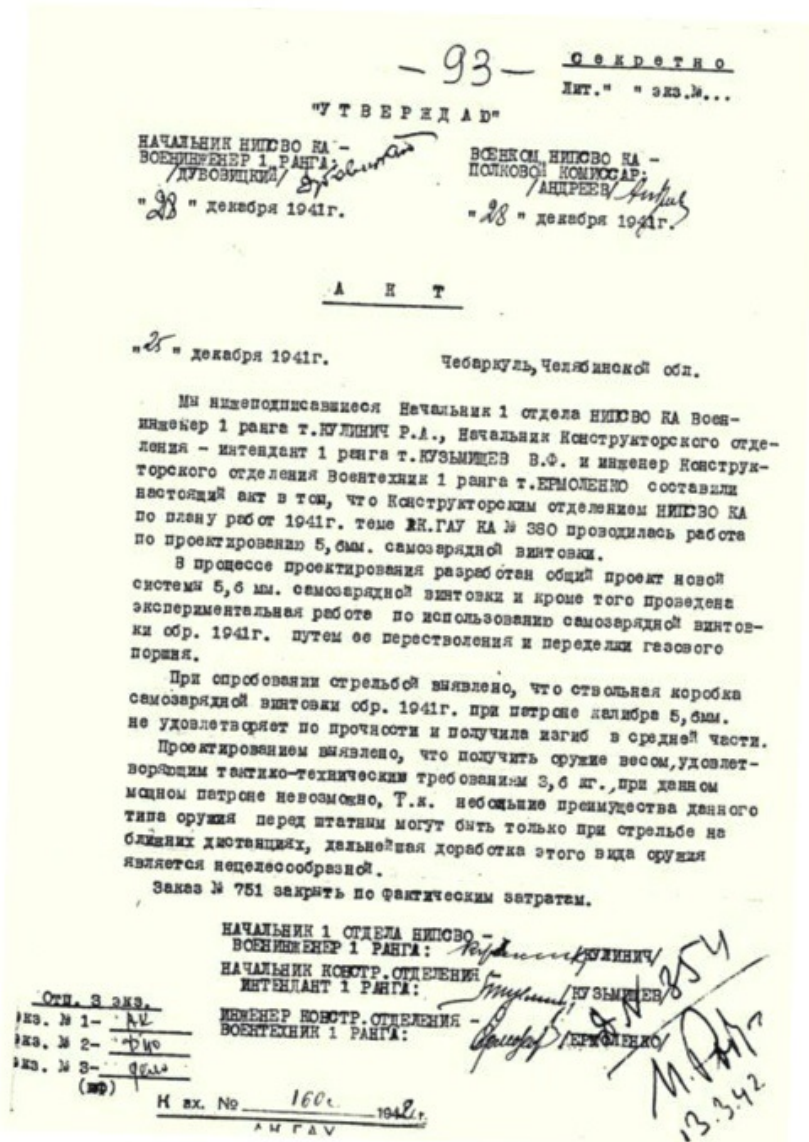 - 93 -
Секретно
Лит." " экз.№...
"УТВЕРЖДАЮ"
НАЧАЛЬНИК НИПСВО КА -
ВОЕНИНЖЕНЕР 1 РАНГА:
/ДУБОВИЦКИЙ/
"28" декабря 1941г.
ВОЕНКОМ НИПСВО КА -
ПОЛКОВОЙ КОМИССАР:
/АНДРЕЕВ/
"28" декабря 1941г.
АКТ
"25" декабря 1941г. Чебаркуль,Челябинской обл.
Мы нижеподписавшиеся Начальник 1 отдела НИПСВО КА Воен-
инженер 1 ранга т.КУЛИНИЧ Р.А., Начальник Конструкторского отде-
ления - интендант 1 ранга т.КУЗЬМИЩЕВ В.Ф. и инженер Конструк-
торского отделения Воентехник 1 ранга т.ЕРМОЛЕНКО составили
настоящий акт в том, что Конструкторским отделением НИПСВО КА
по плану работ 1941г. теме АК.ГАУ КА № 380 проводилась работа
по проектированию 5,6мм. самозарядной винтовки.
В процессе проектирования разработан общий проект новой
системы 5,6 мм. самозарядной винтовки и кроме того проведена
экспериментальная работа по использованию самозарядной винтов-
ки обр. 1941г. путем ее перестволения и переделки газового
поршня.
При опробовании стрельбой выявлено, что ствольная коробка
самозарядной винтовки обр. 1941г. при патроне калибра 5,6мм.
не удовлетворяет по прочности и получила изгиб в средней части.
Проектированием выявлено, что получить оружие весом,удовлет-
воряющим тактико-техническим требованиям 3,6 кг.,при данном
мощном патроне невозможно, Т.к. небольшие преимущества данного
типа оружия перед штатным могут быть только при стрельбе на
ближних дистанциях, дальнейшая доработка этого вида оружия
является нецелесообразной.
Заказ № 751 закрыть по фактическим затратам.
НАЧАЛЬНИК 1 ОТДЕЛА НИПСВО -
ВОЕНИНЖЕНЕР 1 РАНГА: /КУЛИНИЧ/
НАЧАЛЬНИК КОНСТР.ОТДЕЛЕНИЯ
ИНТЕНДАНТ 1 РАНГА: /КУЗЬМИЩЕВ/
ИНЖЕНЕР КОНСТР.ОТДЕЛЕНИЯ -
ВОЕНТЕХНИК 1 РАНГА: /ЕРМОЛЕНКО/
Отп. 3 экз.
экз. № 1- АК
экз. № 2-
экз. № 3- дело
К вх. № 160с 1942г.
АК ГАУ
№ 854
13.3.42